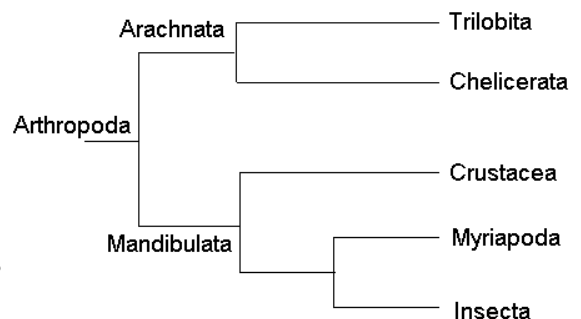 Arachnata
Trilobita
Chelicerata
Arthropoda
Crustacea
Mandibulata
Myriapoda
Insecta